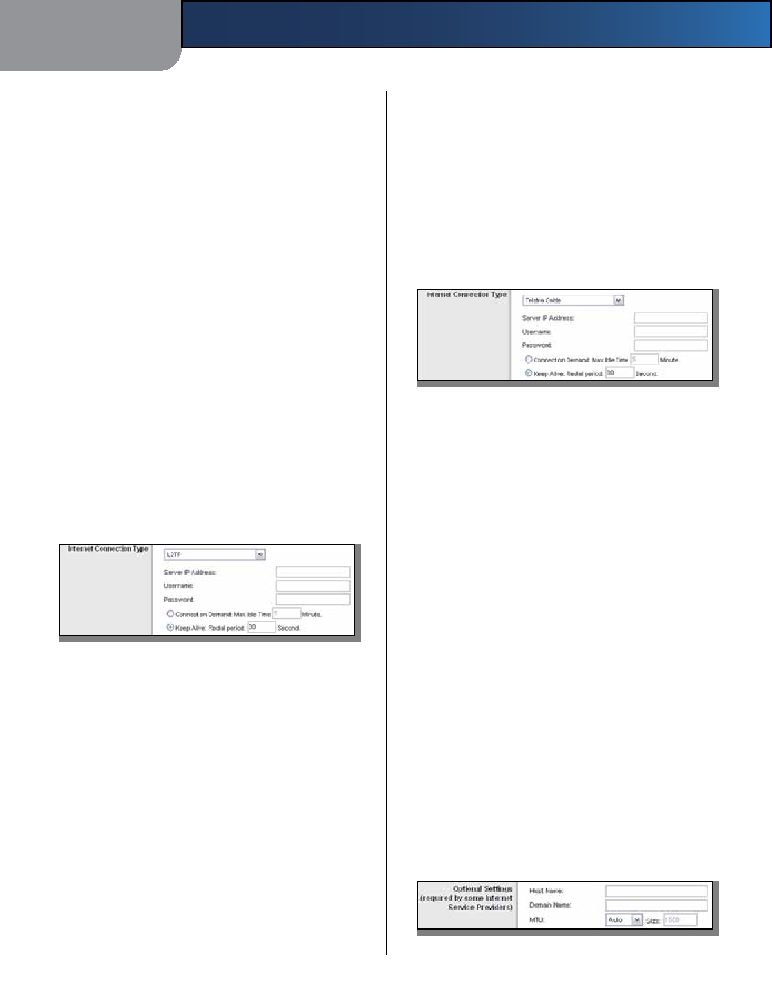 Internet Connection Type
L2TP
Server IP Address:
Username:
Password:
Connect on Demand: Max Idle Time 5 Minute.
Keep Alive: Redial period: 30 Second.
Internet Connection Type
Telstra Cable
Server IP Address:
Username:
Password:
Connect on Demand: Max Idle Time 5 Minute.
Keep Alive: Redial period: 30 Second.
Optional Settings
(required by some Internet
Service Providers)
Host Name:
Domain Name:
MTU: Auto Size: 1500